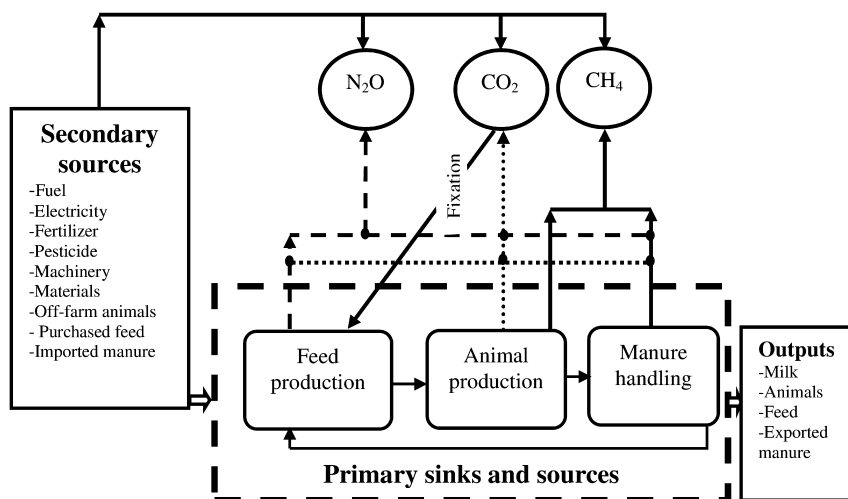 N₂O
CO₂
CH₄
Secondary
sources
-Fuel
-Electricity
-Fertilizer
-Pesticide
-Machinery
-Materials
-Off-farm animals
- Purchased feed
-Imported manure
Fixation
Feed
production
Animal
production
Manure
handling
Primary sinks and sources
Outputs
-Milk
-Animals
-Feed
-Exported
manure